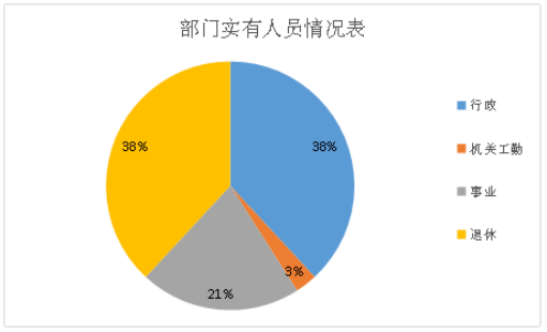 部门实有人员情况表
38%
38%
3%
21%
行政
机关工勤
事业
退休